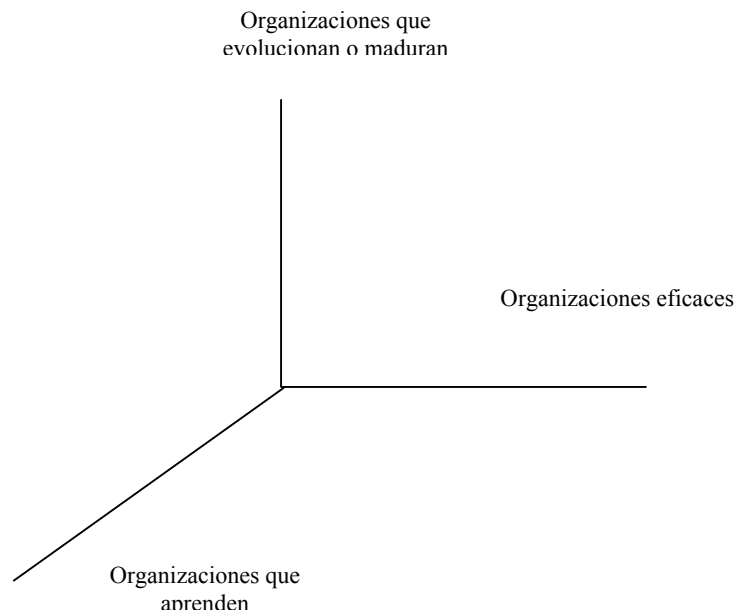 Organizaciones que
evolucionan o maduran
Organizaciones eficaces
Organizaciones que
aprenden